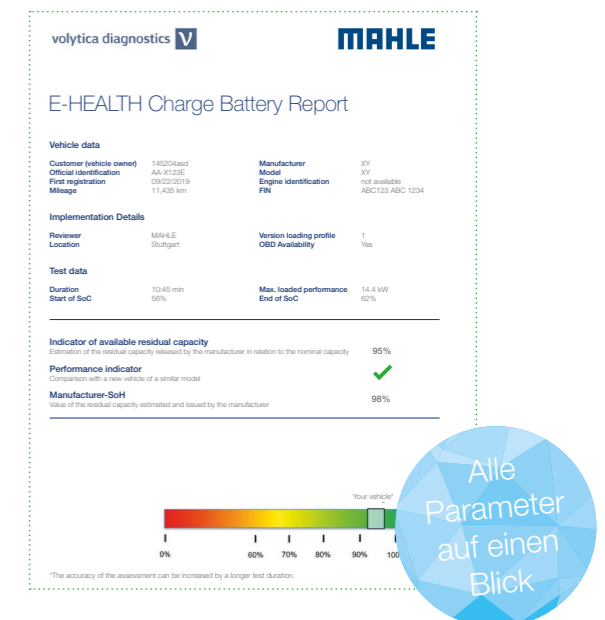 volytica diagnostics V
MAHLE
E-HEALTH Charge Battery Report
Vehicle data
Customer (vehicle owner) 145204asd Manufacturer XY
Official identification AA-X123E Model XY
First registration 09/22/2019 Engine identification not available
Mileage 11,435 km FIN ABC123 ABC 1234
Implementation Details
Reviewer MAHLE Version loading profile 1
Location Stuttgart OBD Availability Yes
Test data
Duration 10:45 min Max. loaded performance 14.4 kW
Start of SoC 56% End of SoC 62%
Indicator of available residual capacity
Estimation of the residual capacity released by the manufacturer in relation to the nominal capacity 95%
Performance indicator
Comparison with a new vehicle of a similar model
Manufacturer-SoH
Value of the residual capacity estimated and issued by the manufacturer 98%
Your vehicle*
0% 60% 70% 80% 90% 100
*The accuracy of the assessment can be increased by a longer test duration.
Alle
Parameter
auf einen
Blick